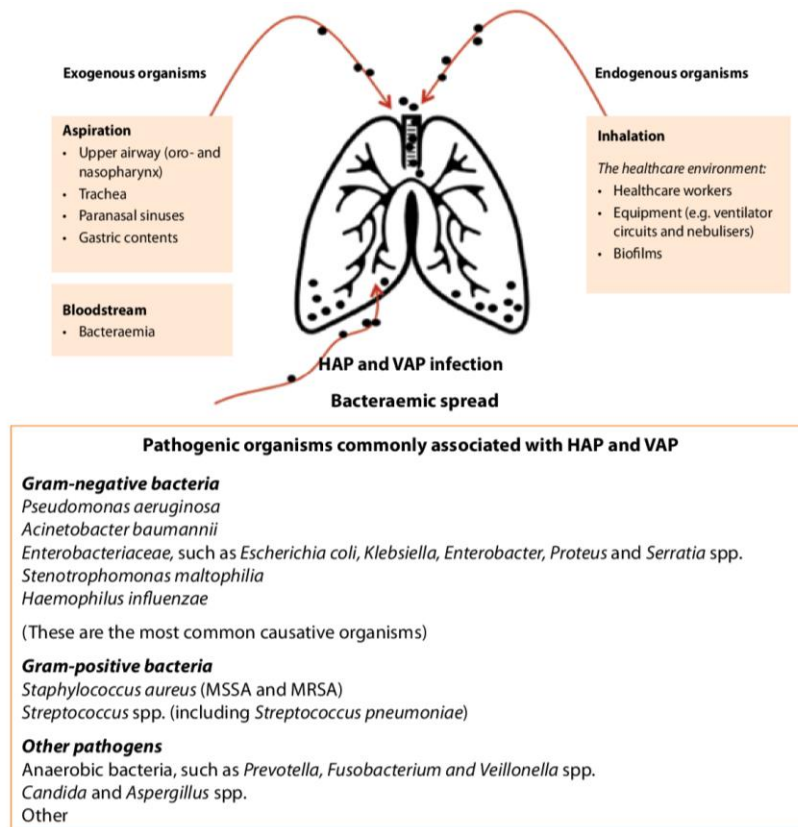 Exogenous organisms
Aspiration
• Upper airway (oro- and
nasopharynx)
• Trachea
• Paranasal sinuses
• Gastric contents
Bloodstream
• Bacteraemia
Endogenous organisms
Inhalation
The healthcare environment:
• Healthcare workers
• Equipment (e.g. ventilator
circuits and nebulisers)
• Biofilms
HAP and VAP infection
Bacteraemic spread
Pathogenic organisms commonly associated with HAP and VAP
Gram-negative bacteria
Pseudomonas aeruginosa
Acinetobacter baumannii
Enterobacteriaceae, such as Escherichia coli, Klebsiella, Enterobacter, Proteus and Serratia spp.
Stenotrophomonas maltophilia
Haemophilus influenzae
(These are the most common causative organisms)
Gram-positive bacteria
Staphylococcus aureus (MSSA and MRSA)
Streptococcus spp. (including Streptococcus pneumoniae)
Other pathogens
Anaerobic bacteria, such as Prevotella, Fusobacterium and Veillonella spp.
Candida and Aspergillus spp.
Other